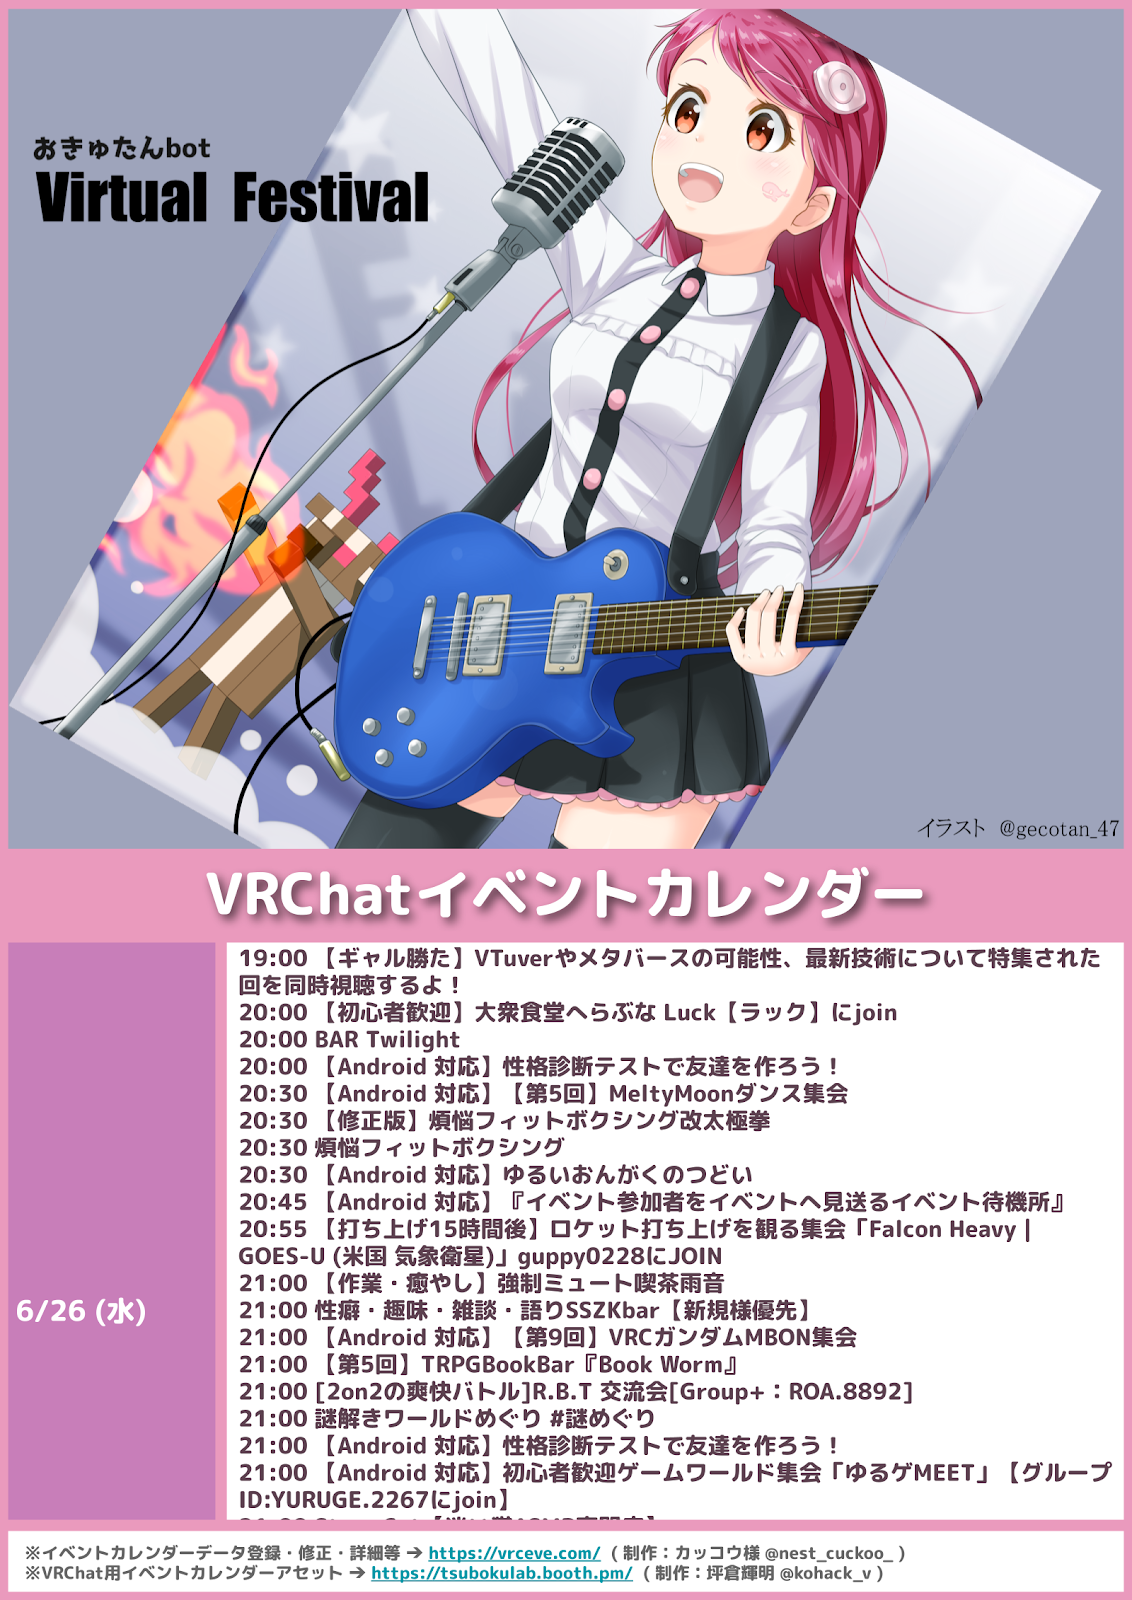 おきゅたんbot
Virtual Festival
イラスト @gecotan_47
VRChatイベントカレンダー
6/26 (水)
19:00 【ギャル勝た】VTuverやメタバースの可能性、最新技術について特集された
回を同時視聴するよ！
20:00 【初心者歓迎】大衆食堂へらぶな Luck【ラック】にjoin
20:00 BAR Twilight
20:00 【Android 対応】性格診断テストで友達を作ろう！
20:30 【Android 対応】【第5回】MeltyMoonダンス集会
20:30 【修正版】煩悩フィットボクシング改太極拳
20:30 煩悩フィットボクシング
20:30 【Android 対応】ゆるいおんがくのつどい
20:45 【Android 対応】『イベント参加者をイベントへ見送るイベント待機所』
20:55 【打ち上げ15時間後】ロケット打ち上げを観る集会「Falcon Heavy |
GOES-U (米国 気象衛星)」guppy0228にJOIN
21:00 【作業・癒やし】強制ミュート喫茶雨音
21:00 性癖・趣味・雑談・語りSSZKbar【新規様優先】
21:00 【Android 対応】【第9回】VRCガンダムMBON集会
21:00 【第5回】TRPGBookBar『Book Worm』
21:00 [2on2の爽快バトル]R.B.T 交流会[Group+：ROA.8892]
21:00 謎解きワールドめぐり #謎めぐり
21:00 【Android 対応】性格診断テストで友達を作ろう！
21:00 【Android 対応】初心者歓迎ゲームワールド集会「ゆるゲMEET」【グループ
ID:YURUGE.2267にjoin】
※イベントカレンダーデータ登録・修正・詳細等 → https://vrceve.com/ ( 制作：カッコウ様 @nest_cuckoo_ )
※VRChat用イベントカレンダーアセット → https://tsubokulab.booth.pm/ ( 制作：坪倉輝明 @kohack_v )